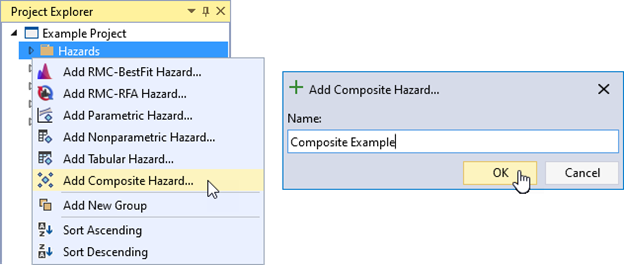 Project Explorer
Example Project
Hazards
Add RMC-BestFit Hazard...
Add RMC-RFA Hazard...
Add Parametric Hazard...
Add Nonparametric Hazard...
Add Tabular Hazard...
Add Composite Hazard...
Add New Group
Sort Ascending
Sort Descending
Add Composite Hazard...
Name:
Composite Example
OK
Cancel